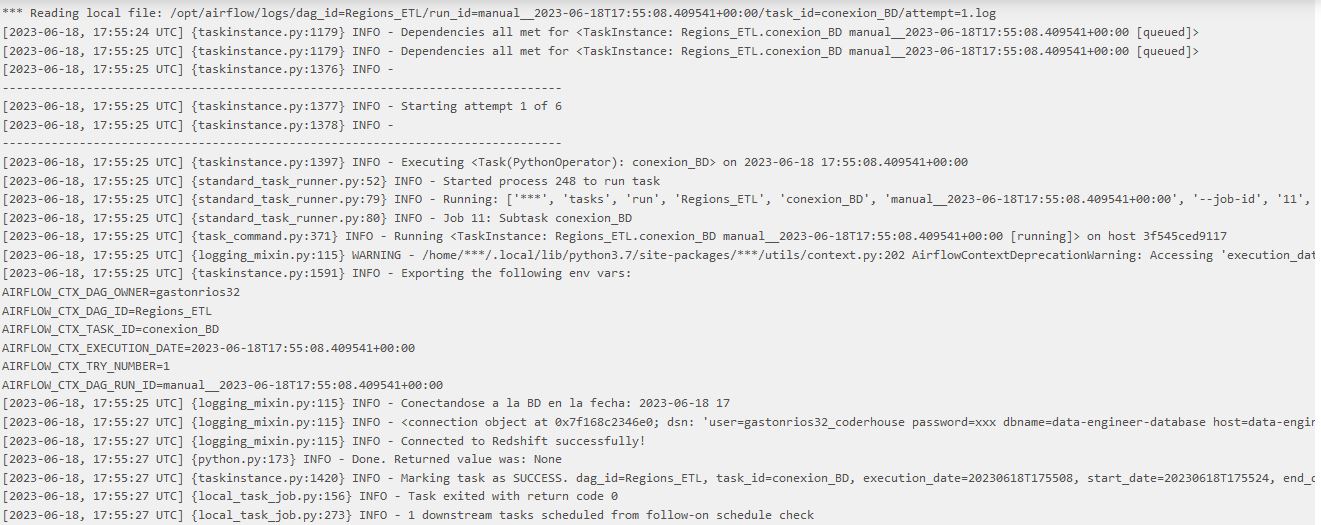 *** Reading local file: /opt/airflow/logs/dag_id=Regions_ETL/run_id=manual__2023-06-18T17:55:08.409541+00:00/task_id=conexion_BD/attempt=1.log
[2023-06-18, 17:55:24 UTC] {taskinstance.py:1179} INFO - Dependencies all met for <TaskInstance: Regions_ETL.conexion_BD manual__2023-06-18T17:55:08.409541+00:00 [queued]>
[2023-06-18, 17:55:25 UTC] {taskinstance.py:1179} INFO - Dependencies all met for <TaskInstance: Regions_ETL.conexion_BD manual__2023-06-18T17:55:08.409541+00:00 [queued]>
[2023-06-18, 17:55:25 UTC] {taskinstance.py:1376} INFO -
--------------------------------------------------------------------------------
[2023-06-18, 17:55:25 UTC] {taskinstance.py:1377} INFO - Starting attempt 1 of 6
[2023-06-18, 17:55:25 UTC] {taskinstance.py:1378} INFO -
--------------------------------------------------------------------------------
[2023-06-18, 17:55:25 UTC] {taskinstance.py:1397} INFO - Executing <Task(PythonOperator): conexion_BD> on 2023-06-18 17:55:08.409541+00:00
[2023-06-18, 17:55:25 UTC] {standard_task_runner.py:52} INFO - Started process 248 to run task
[2023-06-18, 17:55:25 UTC] {standard_task_runner.py:79} INFO - Running: ['***', 'tasks', 'run', 'Regions_ETL', 'conexion_BD', 'manual__2023-06-18T17:55:08.409541+00:00', '--job-id', '11',
[2023-06-18, 17:55:25 UTC] {standard_task_runner.py:80} INFO - Job 11: Subtask conexion_BD
[2023-06-18, 17:55:25 UTC] {task_command.py:371} INFO - Running <TaskInstance: Regions_ETL.conexion_BD manual__2023-06-18T17:55:08.409541+00:00 [running]> on host 3f545ced9117
[2023-06-18, 17:55:25 UTC] {logging_mixin.py:115} WARNING - /home/***/.local/lib/python3.7/site-packages/***/utils/context.py:202 AirflowContextDeprecationWarning: Accessing 'execution_dat
[2023-06-18, 17:55:25 UTC] {taskinstance.py:1591} INFO - Exporting the following env vars:
AIRFLOW_CTX_DAG_OWNER=gastonrios32
AIRFLOW_CTX_DAG_ID=Regions_ETL
AIRFLOW_CTX_TASK_ID=conexion_BD
AIRFLOW_CTX_EXECUTION_DATE=2023-06-18T17:55:08.409541+00:00
AIRFLOW_CTX_TRY_NUMBER=1
AIRFLOW_CTX_DAG_RUN_ID=manual__2023-06-18T17:55:08.409541+00:00
[2023-06-18, 17:55:25 UTC] {logging_mixin.py:115} INFO - Conectandose a la BD en la fecha: 2023-06-18 17
[2023-06-18, 17:55:27 UTC] {logging_mixin.py:115} INFO - <connection object at 0x7f168c2346e0; dsn: 'user=gastonrios32_coderhouse password=xxx dbname=data-engineer-database host=data-engin
[2023-06-18, 17:55:27 UTC] {logging_mixin.py:115} INFO - Connected to Redshift successfully!
[2023-06-18, 17:55:27 UTC] {python.py:173} INFO - Done. Returned value was: None
[2023-06-18, 17:55:27 UTC] {taskinstance.py:1420} INFO - Marking task as SUCCESS. dag_id=Regions_ETL, task_id=conexion_BD, execution_date=20230618T175508, start_date=20230618T175524, end_d
[2023-06-18, 17:55:27 UTC] {local_task_job.py:156} INFO - Task exited with return code 0
[2023-06-18, 17:55:27 UTC] {local_task_job.py:273} INFO - 1 downstream tasks scheduled from follow-on schedule check